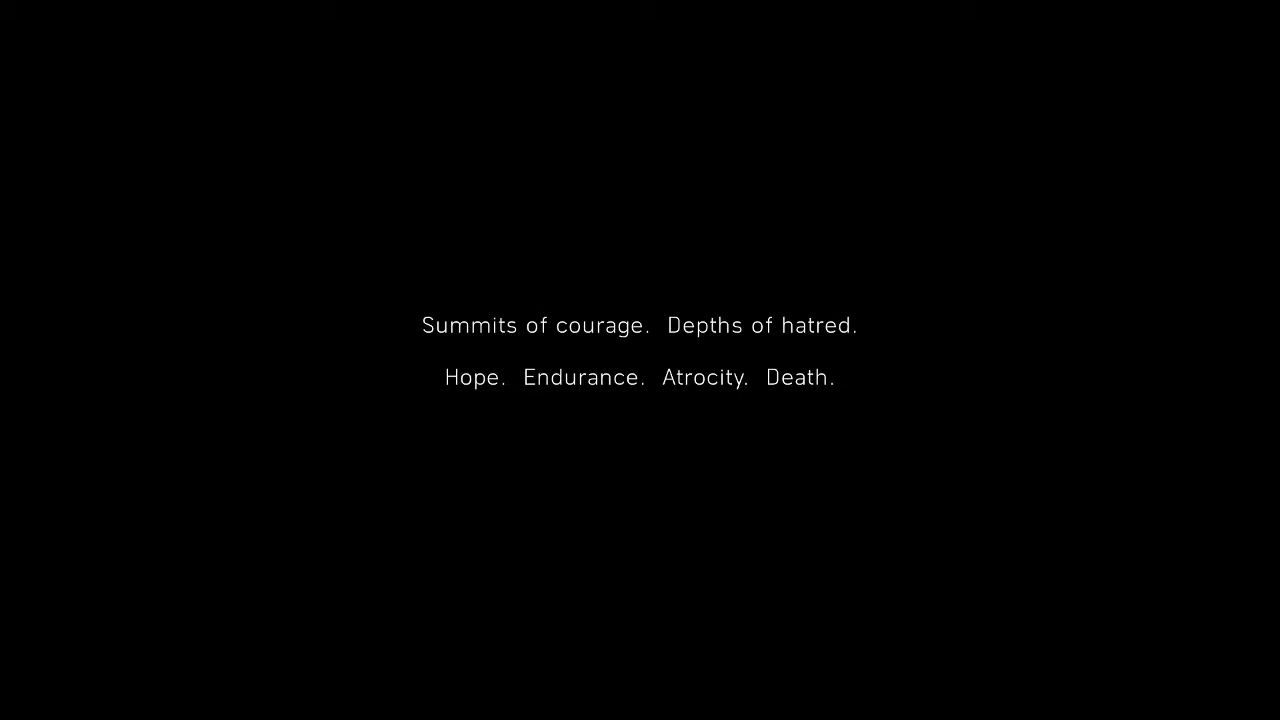 Summits of courage.  Depths of hatred.
Hope.  Endurance.  Atrocity.  Death.